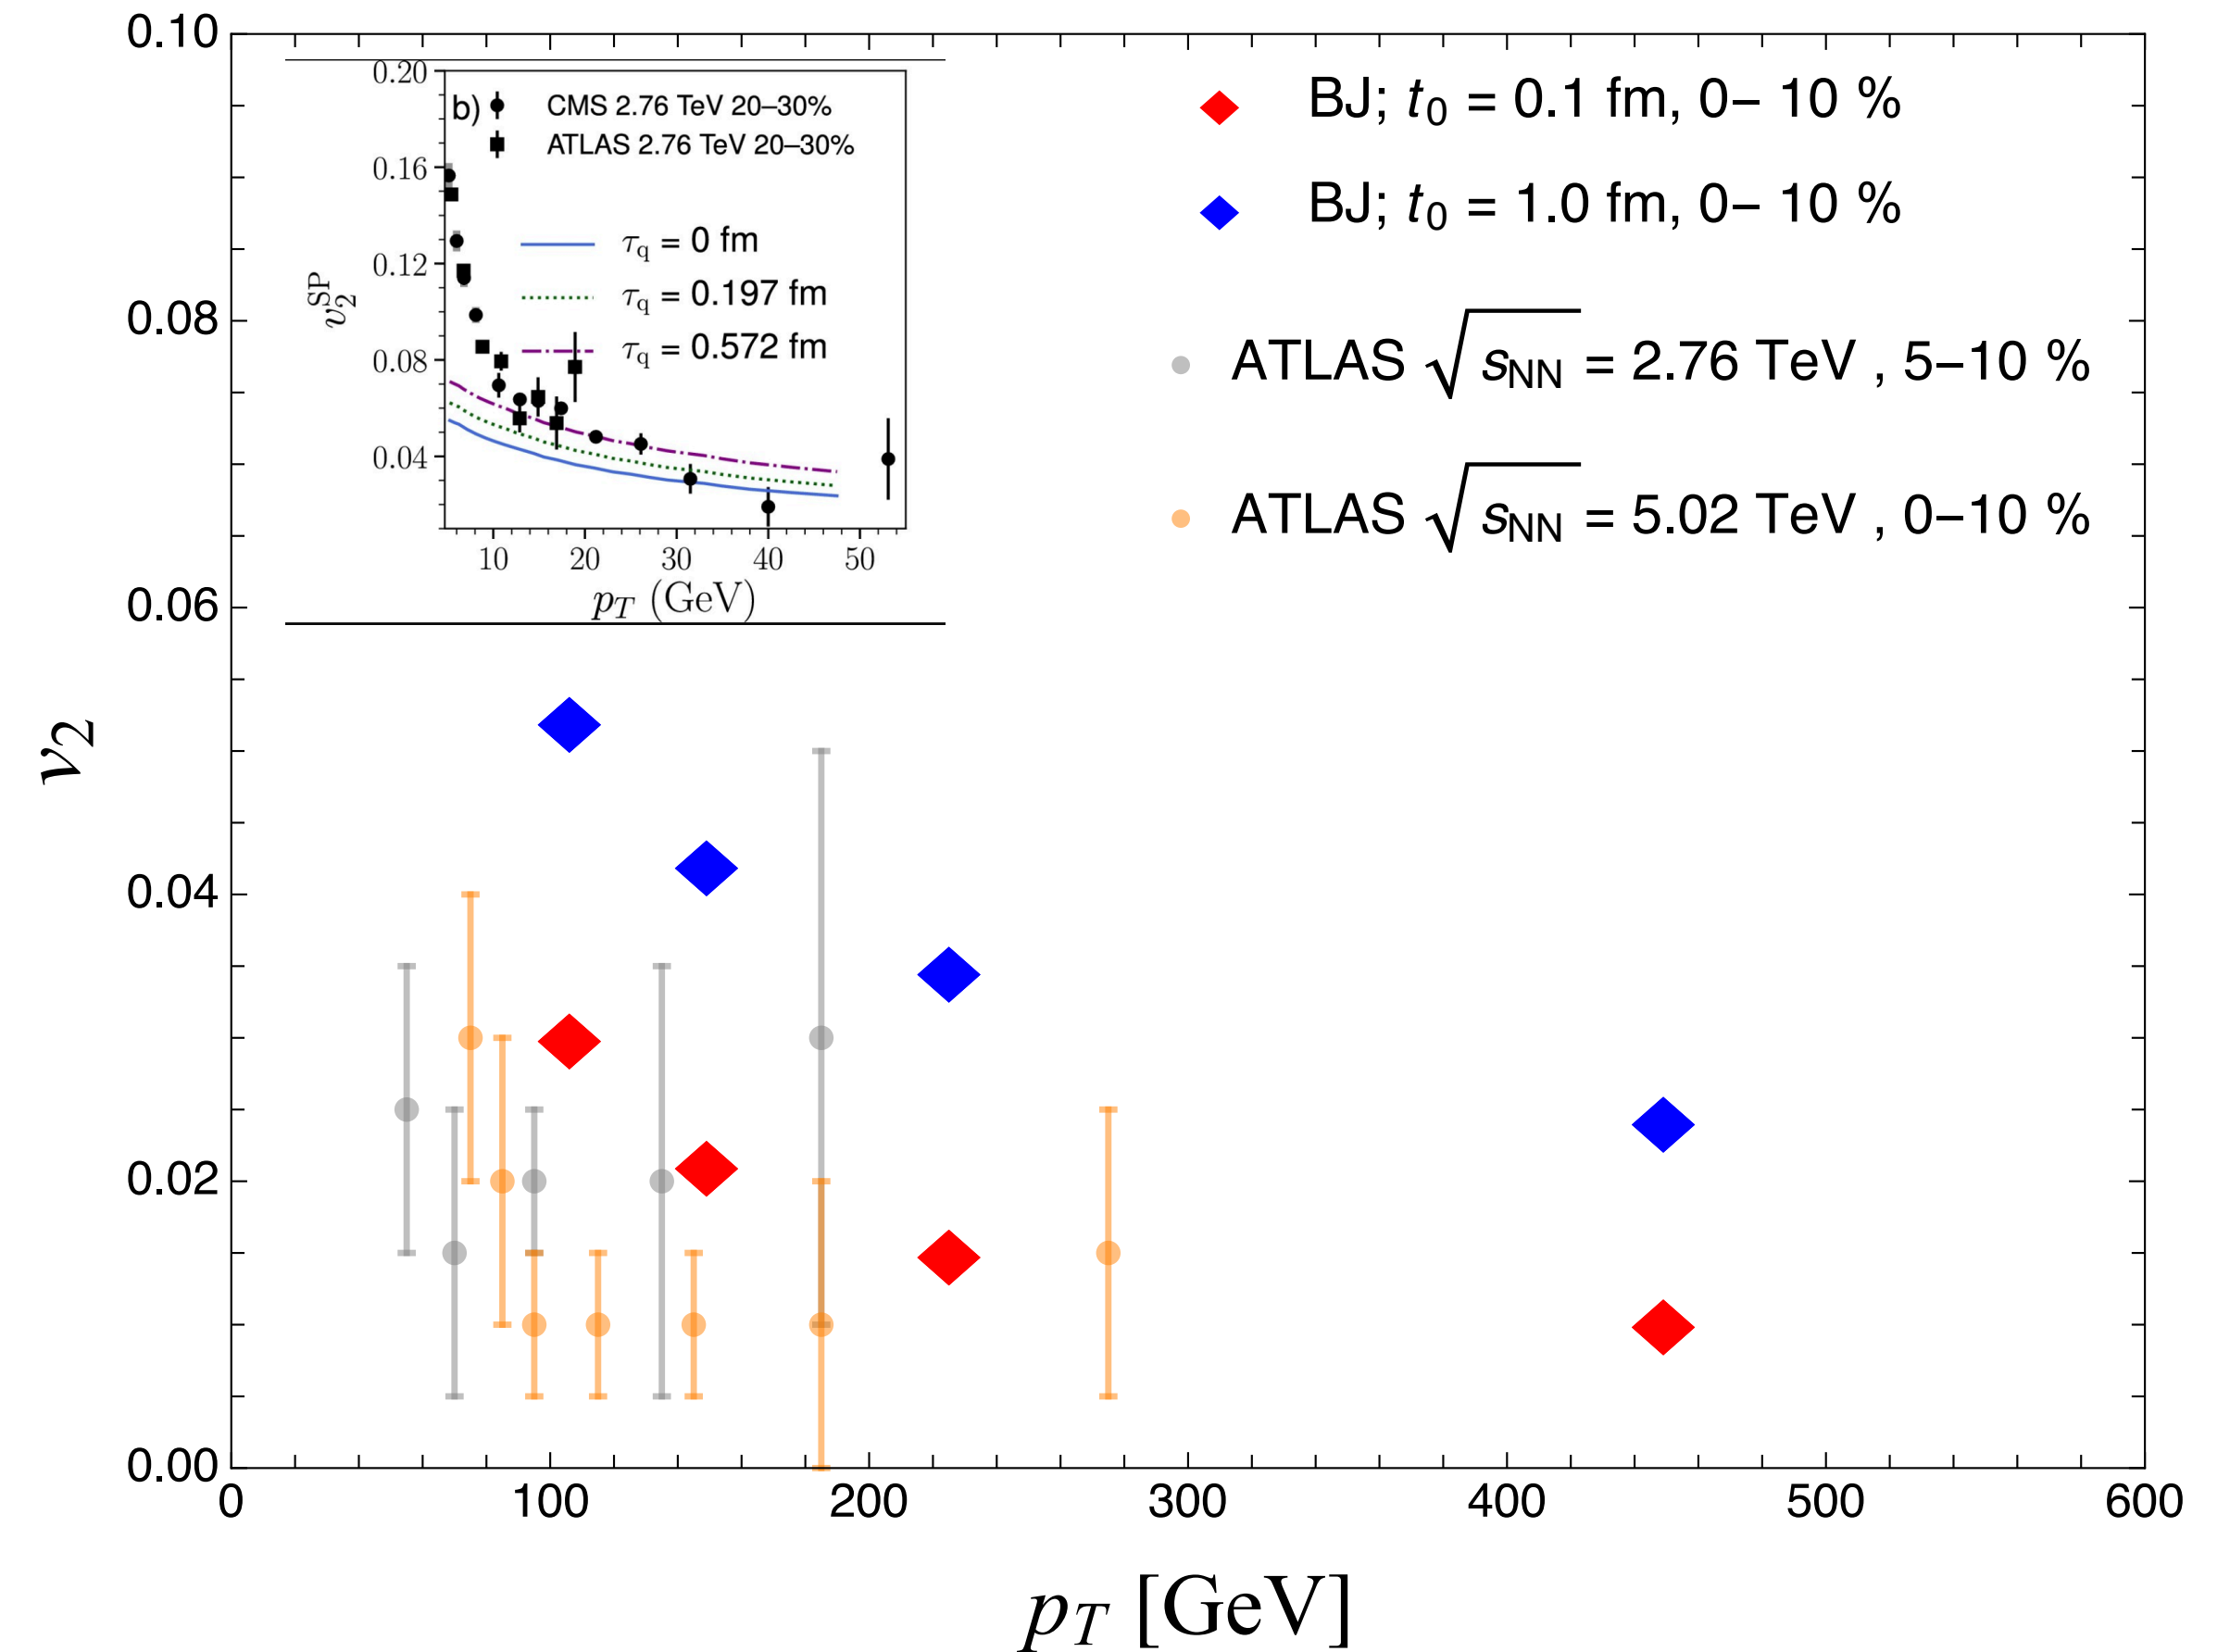 0.10
0.08
0.06
0.04
0.02
0.00
v2
0 100 200 300 400 500 600
pT [GeV]
BJ; t0 = 0.1 fm, 0– 10 %
BJ; t0 = 1.0 fm, 0– 10 %
ATLAS √sNN = 2.76 TeV , 5–10 %
ATLAS √sNN = 5.02 TeV , 0–10 %
0.20
0.16
0.12
0.08
0.04
v2SP
b) CMS 2.76 TeV 20–30%
ATLAS 2.76 TeV 20–30%
τq = 0 fm
τq = 0.197 fm
τq = 0.572 fm
10 20 30 40 50
pT (GeV)